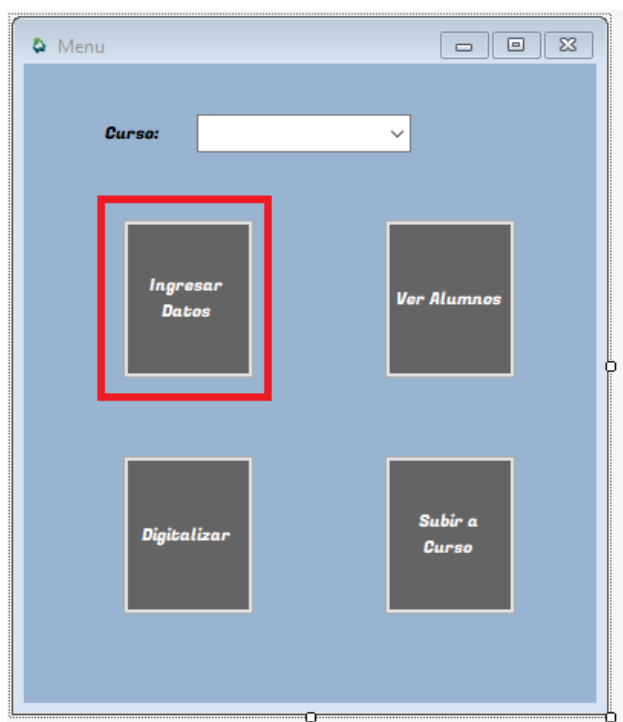 Menu
Curso:
Ingresar
Datos
Ver Alumnos
Digitalizar
Subir a
Curso